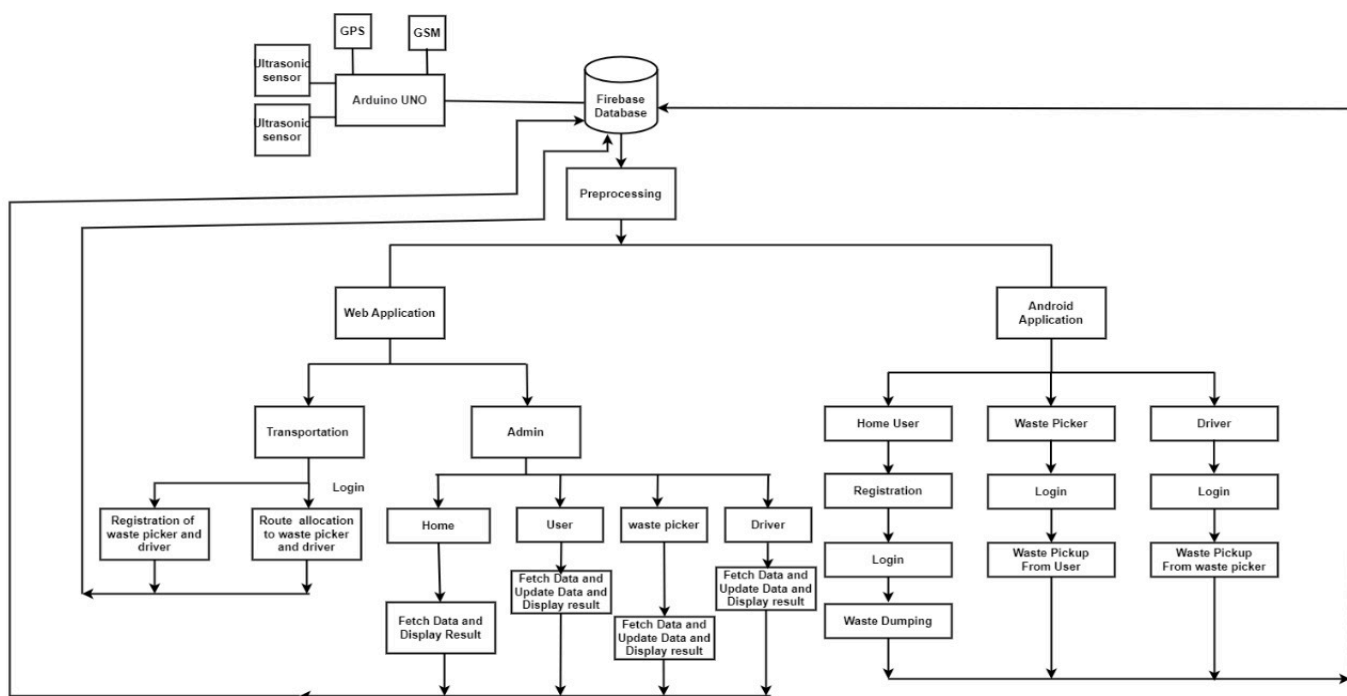 GPS
GSM
Ultrasonic
sensor
Arduino UNO
Firebase
Database
Ultrasonic
sensor
Preprocessing
Web Application
Android
Application
Transportation
Admin
Home User
Waste Picker
Driver
Login
Registration
Login
Login
Registration of
waste picker and
driver
Route allocation
to waste picker
and driver
Home
User
waste picker
Driver
Login
Waste Pickup
From User
Waste Pickup
From waste picker
Fetch Data and
Update Data and
Display result
Fetch Data and
Update Data and
Display result
Fetch Data and
Display Result
Fetch Data and
Update Data and
Display result
Waste Dumping